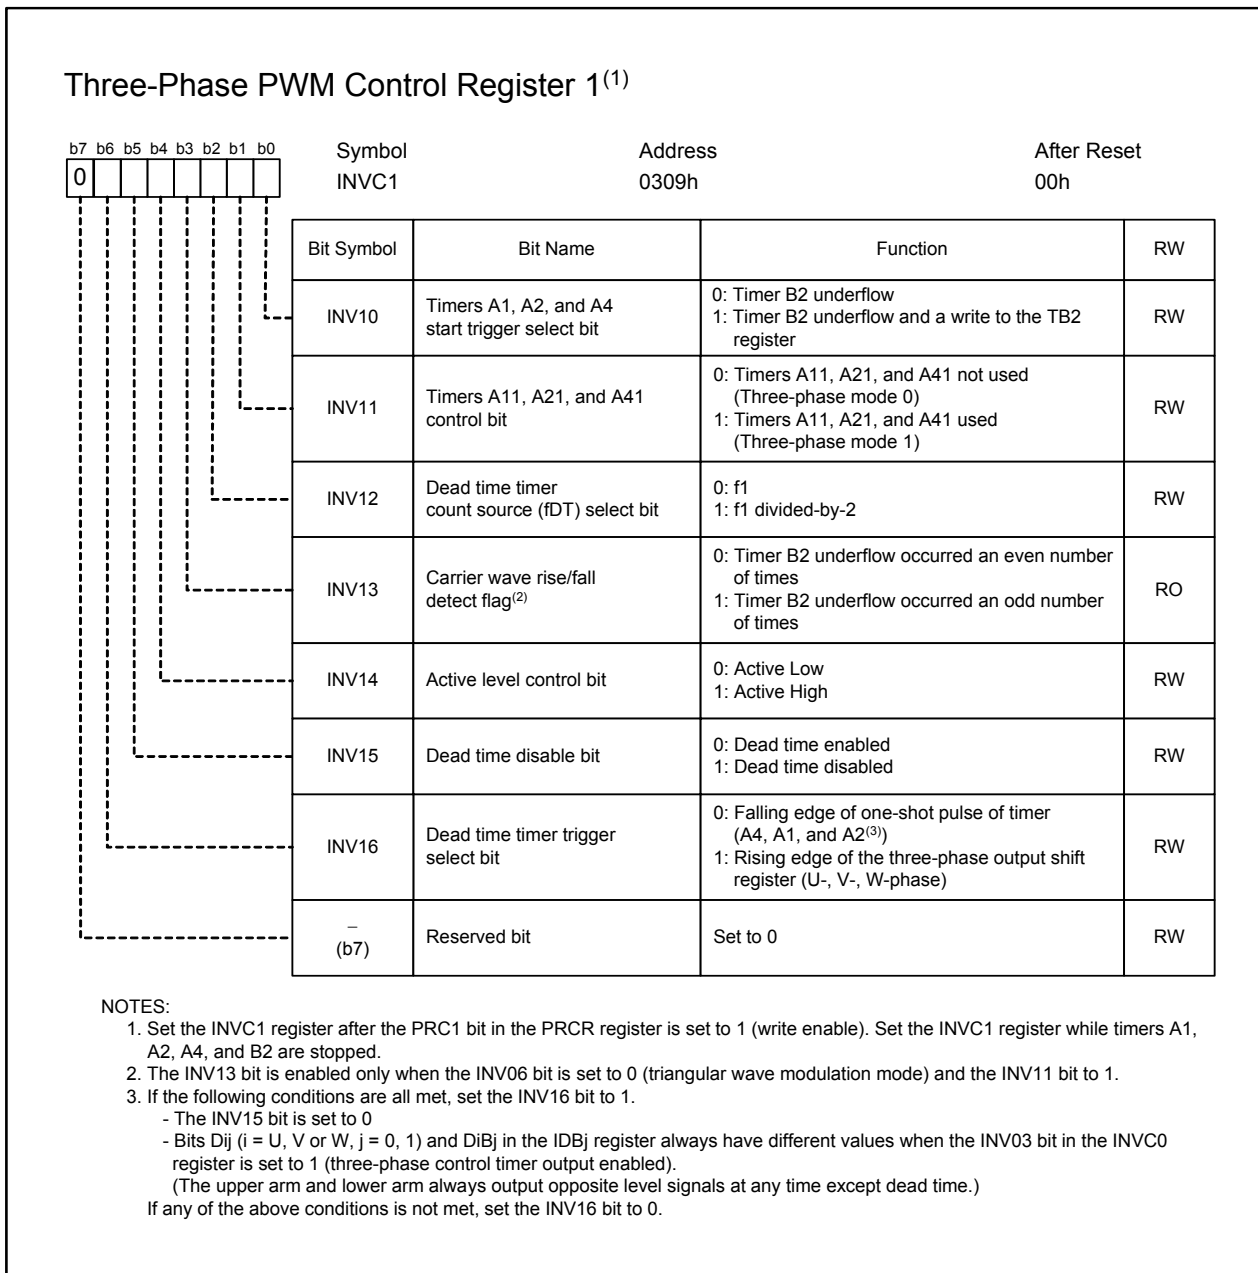 Three-Phase PWM Control Register 1(1)
b7 b6 b5 b4 b3 b2 b1 b0
0
Symbol Address After Reset
INVC1 0309h 00h
Bit Symbol Bit Name Function RW
INV10
Timers A1, A2, and A4
start trigger select bit
0: Timer B2 underflow
1: Timer B2 underflow and a write to the TB2
register
RW
INV11
Timers A11, A21, and A41
control bit
0: Timers A11, A21, and A41 not used
(Three-phase mode 0)
1: Timers A11, A21, and A41 used
(Three-phase mode 1)
RW
INV12
Dead time timer
count source (fDT) select bit
0: f1
1: f1 divided-by-2
RW
INV13
Carrier wave rise/fall
detect flag(2)
0: Timer B2 underflow occurred an even number
of times
1: Timer B2 underflow occurred an odd number
of times
RO
INV14
Active level control bit
0: Active Low
1: Active High
RW
INV15
Dead time disable bit
0: Dead time enabled
1: Dead time disabled
RW
INV16
Dead time timer trigger
select bit
0: Falling edge of one-shot pulse of timer
(A4, A1, and A2(3))
1: Rising edge of the three-phase output shift
register (U-, V-, W-phase)
RW
–
(b7)
Reserved bit
Set to 0
RW
NOTES:
1. Set the INVC1 register after the PRC1 bit in the PRCR register is set to 1 (write enable). Set the INVC1 register while timers A1,
A2, A4, and B2 are stopped.
2. The INV13 bit is enabled only when the INV06 bit is set to 0 (triangular wave modulation mode) and the INV11 bit to 1.
3. If the following conditions are all met, set the INV16 bit to 1.
- The INV15 bit is set to 0
- Bits Dij (i = U, V or W, j = 0, 1) and DiBj in the IDBj register always have different values when the INV03 bit in the INVC0
register is set to 1 (three-phase control timer output enabled).
(The upper arm and lower arm always output opposite level signals at any time except dead time.)
If any of the above conditions is not met, set the INV16 bit to 0.